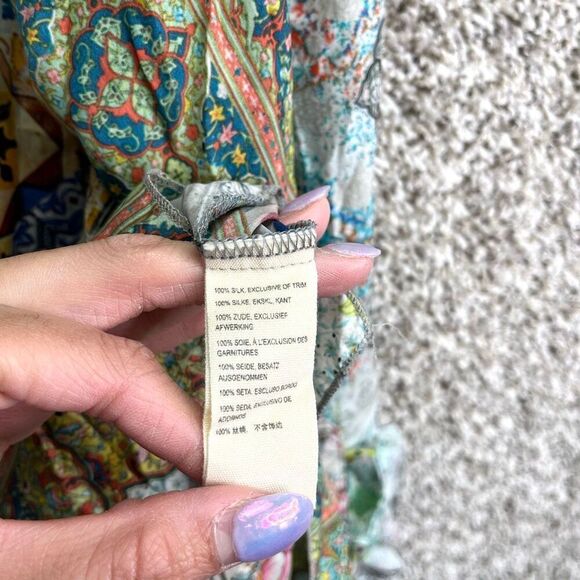 100% SILK, EXCLUSIVE OF TRIM
100% SILKE, EKSKL, KANT
100% ZIJDE, EXCLUSIEF
AFWERKING
100% SOIE, À L'EXCLUSION DES
GARNITURES
100% SEIDE, BESATZ
AUSGENOMMEN
100% SETA, ESCLUSO BORDO
100% SEDA, EXCLUSIVO DE
ADORNOS
100% 丝绸, 不含饰边